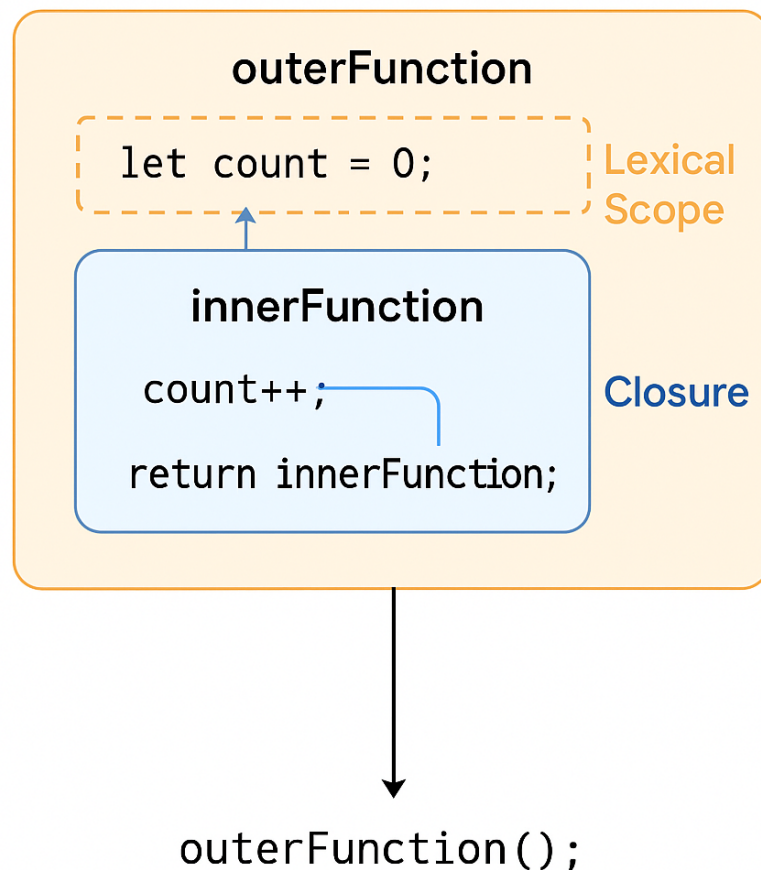 outerFunction
let count = 0;
Lexical
Scope
innerFunction
count++;
Closure
return innerFunction;
outerFunction();